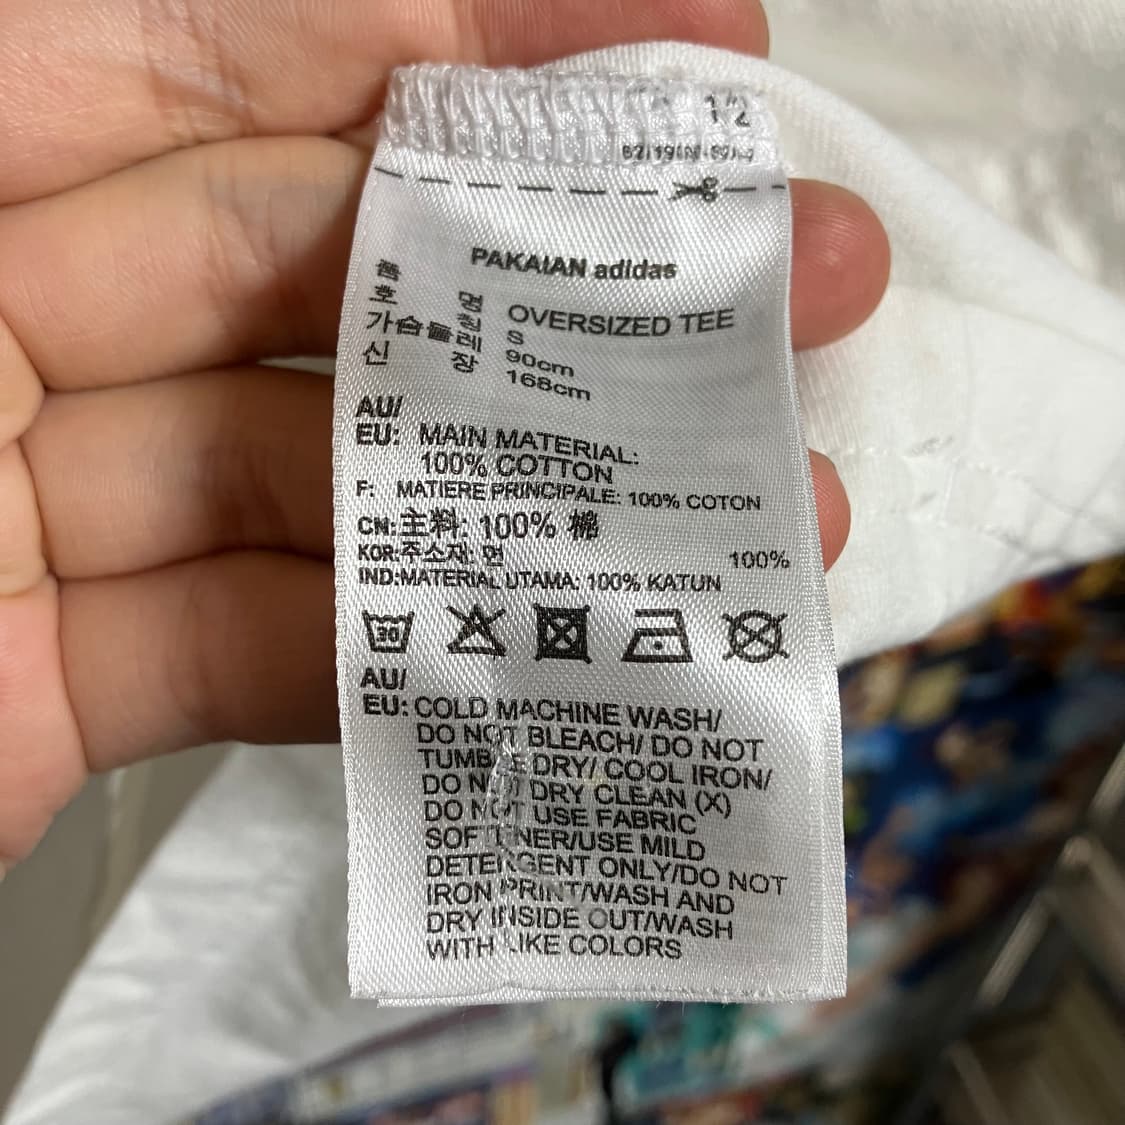 1/2
PAKAIAN adidas
품 명 OVERSIZED TEE
호 칭 S
가슴둘레 90cm
신 장 168cm
AU/
EU: MAIN MATERIAL:
100% COTTON
F: MATIERE PRINCIPALE: 100% COTON
CN:主料: 100% 棉
KOR:주소재: 면 100%
IND:MATERIAL UTAMA: 100% KATUN
30
AU/
EU: COLD MACHINE WASH/
DO NOT BLEACH/ DO NOT
TUMBLE DRY/ COOL IRON/
DO NOT DRY CLEAN (X)
DO NOT USE FABRIC
SOFTENER/USE MILD
DETERGENT ONLY/DO NOT
IRON PRINT/WASH AND
DRY INSIDE OUT/WASH
WITH LIKE COLORS